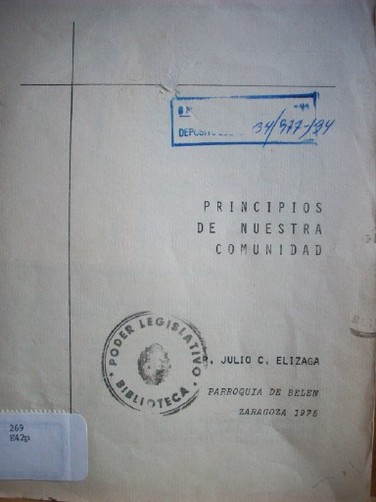 DEPOSITO
34/977-/84
PRINCIPIOS
DE NUESTRA
COMUNIDAD
PODER LEGISLATIVO
BIBLIOTECA
P. JULIO C. ELIZAGA
PARROQUIA DE BELEN
ZARAGOZA 1976
269
E42p